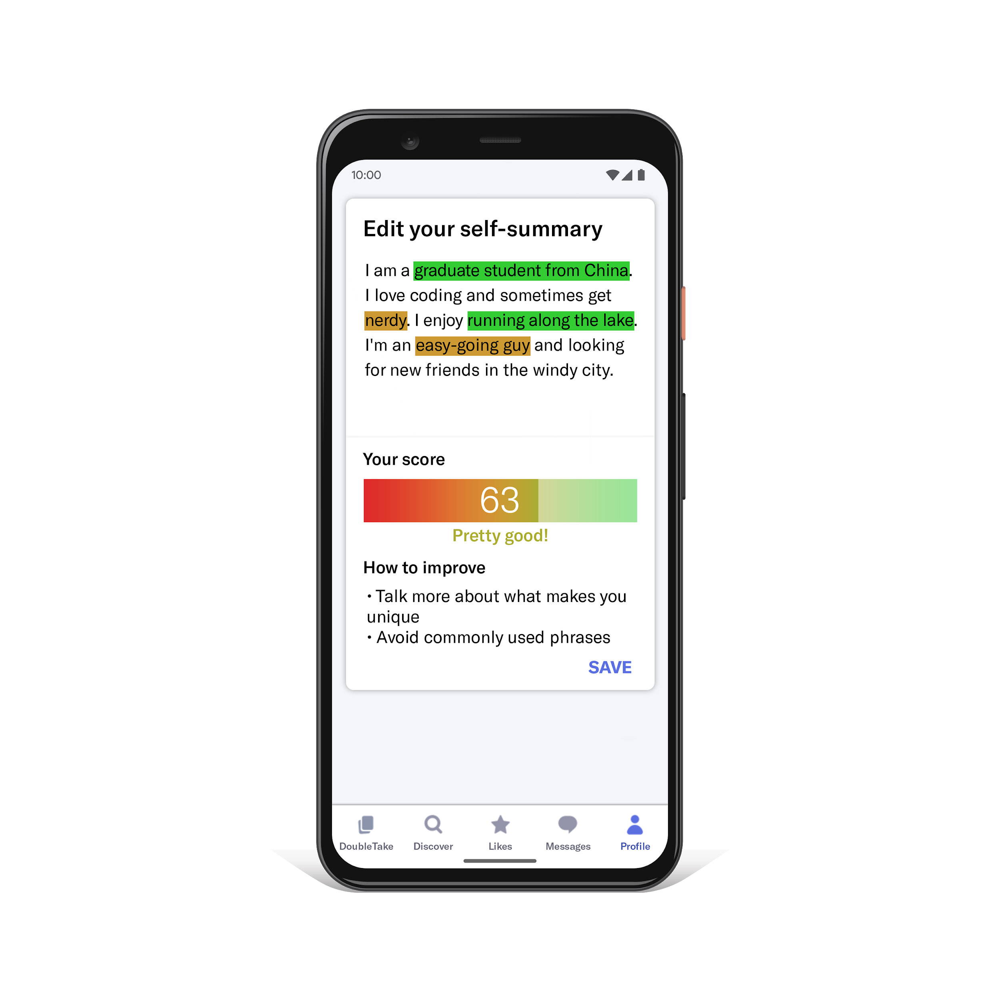 10:00
Edit your self-summary
I am a graduate student from China.
I love coding and sometimes get
nerdy. I enjoy running along the lake.
I'm an easy-going guy and looking
for new friends in the windy city.
Your score
63
Pretty good!
How to improve
• Talk more about what makes you
unique
• Avoid commonly used phrases
SAVE
DoubleTake Discover Likes Messages Profile